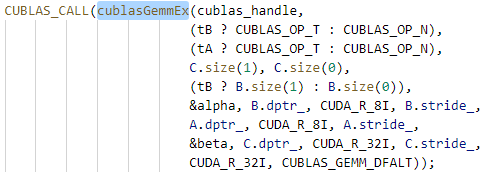 CUBLAS_CALL(cublasGemmEx(cublas_handle,
(tB ? CUBLAS_OP_T : CUBLAS_OP_N),
(tA ? CUBLAS_OP_T : CUBLAS_OP_N),
C.size(1), C.size(0),
(tB ? B.size(1) : B.size(0)),
&alpha, B.dptr_, CUDA_R_8I, B.stride_,
A.dptr_, CUDA_R_8I, A.stride_,
&beta, C.dptr_, CUDA_R_32I, C.stride_,
CUDA_R_32I, CUBLAS_GEMM_DFALT));